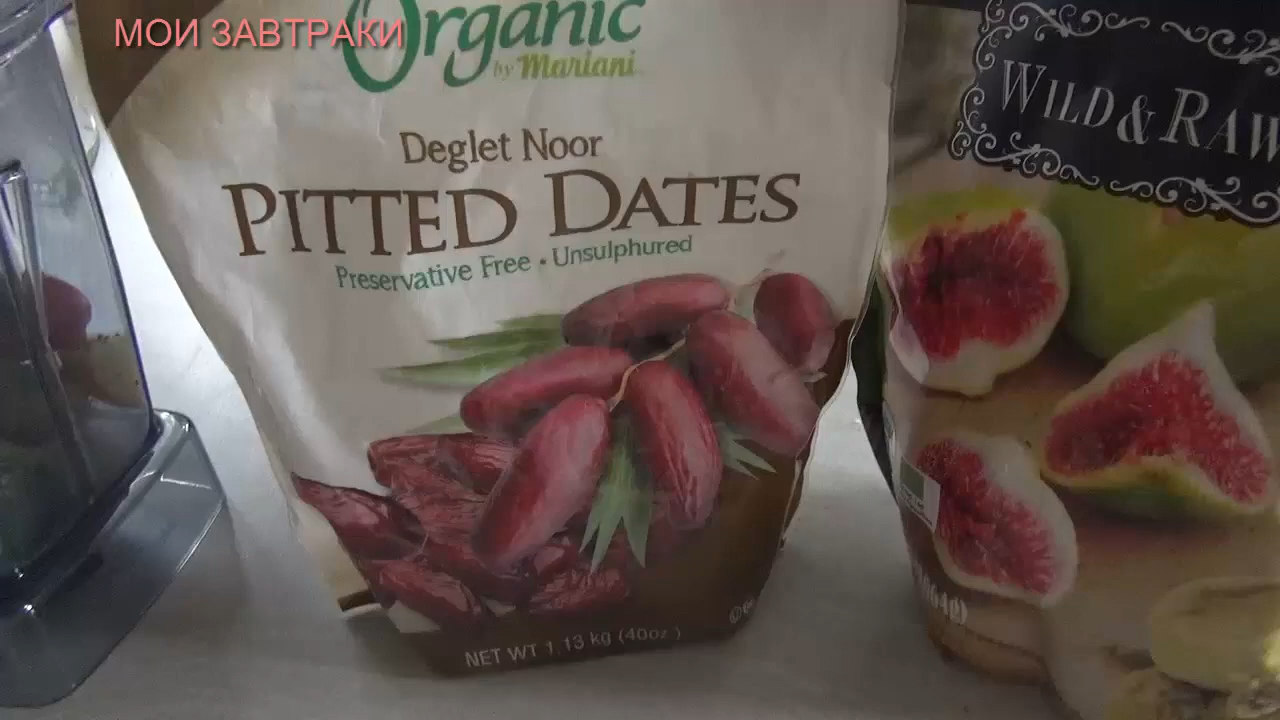 МОИ ЗАВТРАКИ
Organic
by Mariani
Deglet Noor
PITTED DATES
Preservative Free • Unsulphured
NET WT 1.13 kg (40oz)
WILD & RAW